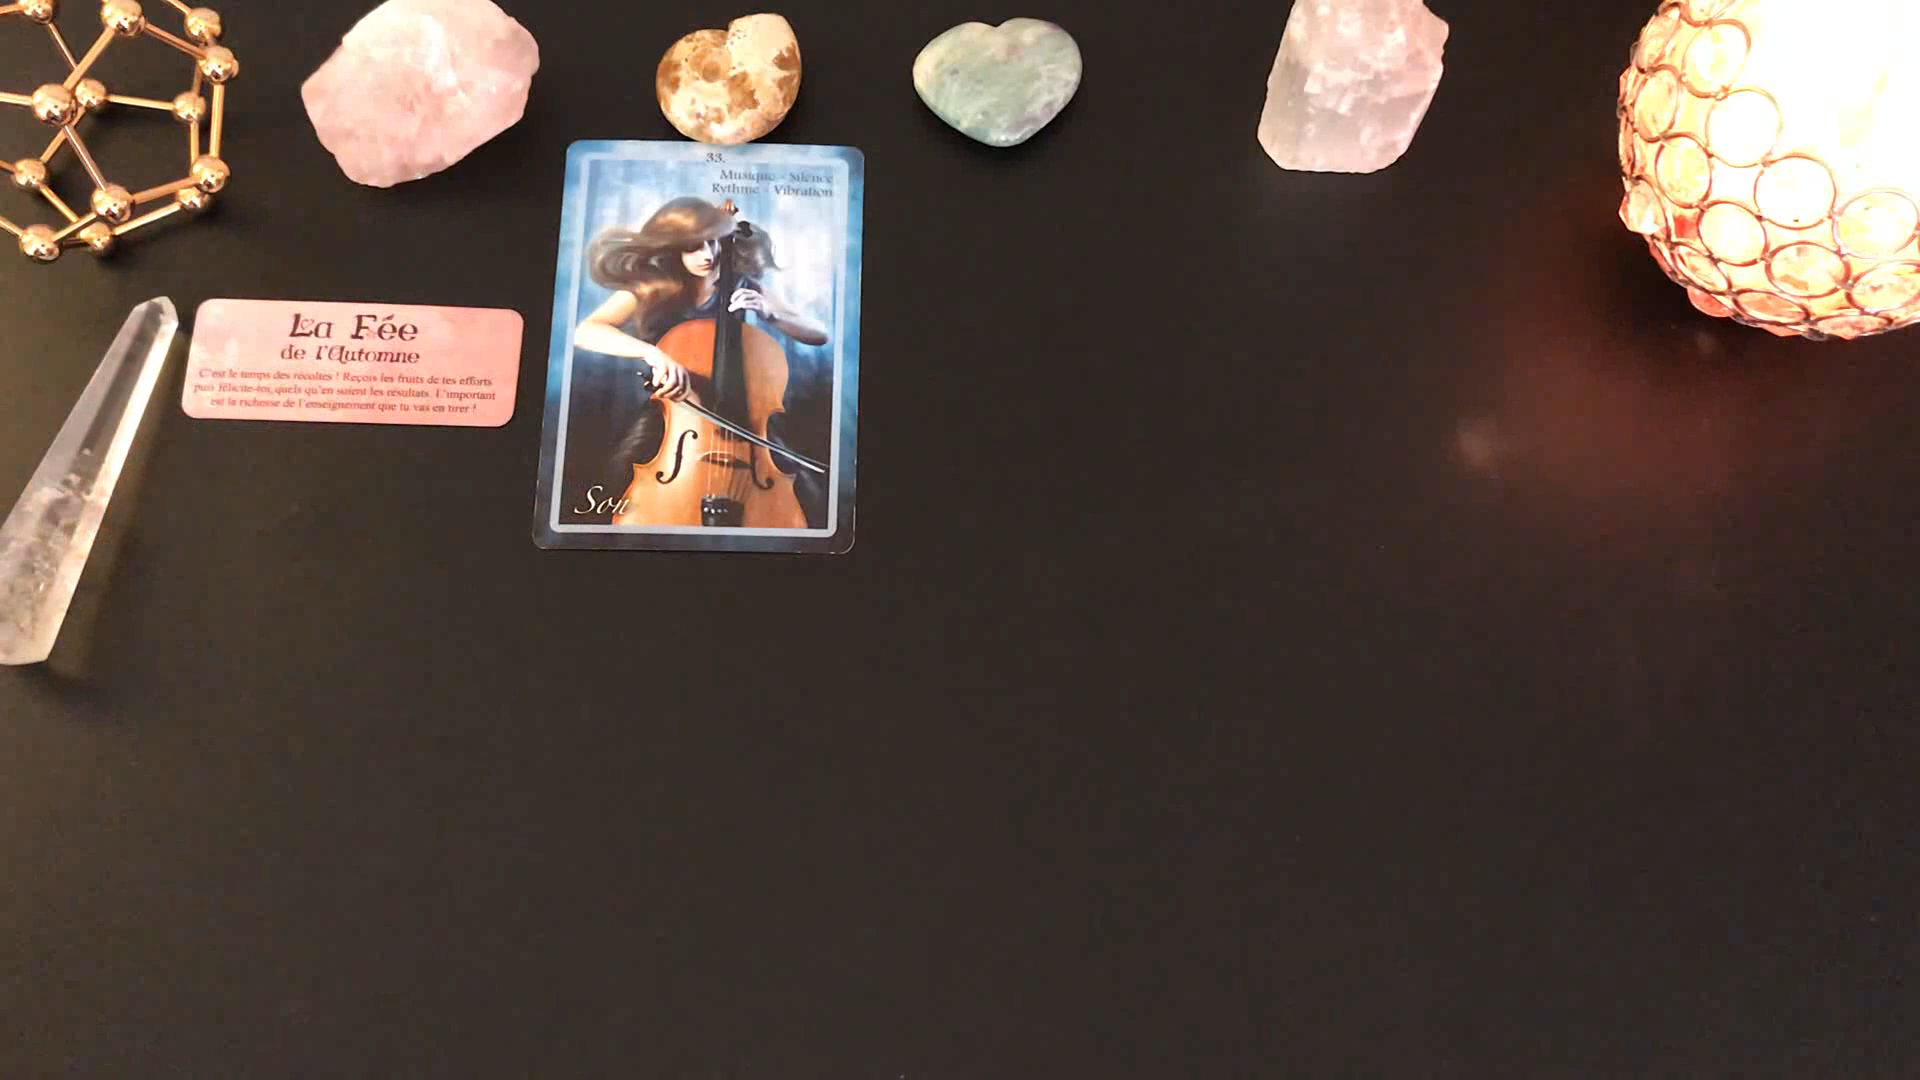 La Fée
de l'Automne
C'est le temps des récoltes ! Reçois les fruits de tes efforts
puis félicite-toi, quels qu'en soient les résultats. L'important
est la richesse de l'enseignement que tu vas en tirer !
33.
Musique - Silence
Rythme - Vibration
Son